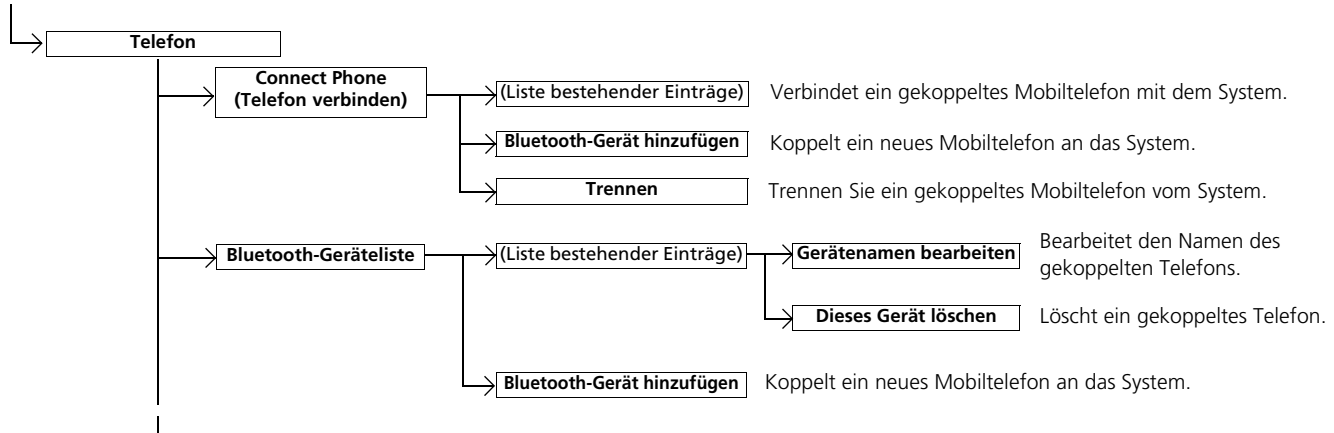 Telefon
Connect Phone
(Telefon verbinden)
(Liste bestehender Einträge)
Verbindet ein gekoppeltes Mobiltelefon mit dem System.
Bluetooth-Gerät hinzufügen
Koppelt ein neues Mobiltelefon an das System.
Trennen
Trennen Sie ein gekoppeltes Mobiltelefon vom System.
Bluetooth-Geräteliste
(Liste bestehender Einträge)
Gerätenamen bearbeiten
Bearbeitet den Namen des
gekoppelten Telefons.
Dieses Gerät löschen
Löscht ein gekoppeltes Telefon.
Bluetooth-Gerät hinzufügen
Koppelt ein neues Mobiltelefon an das System.